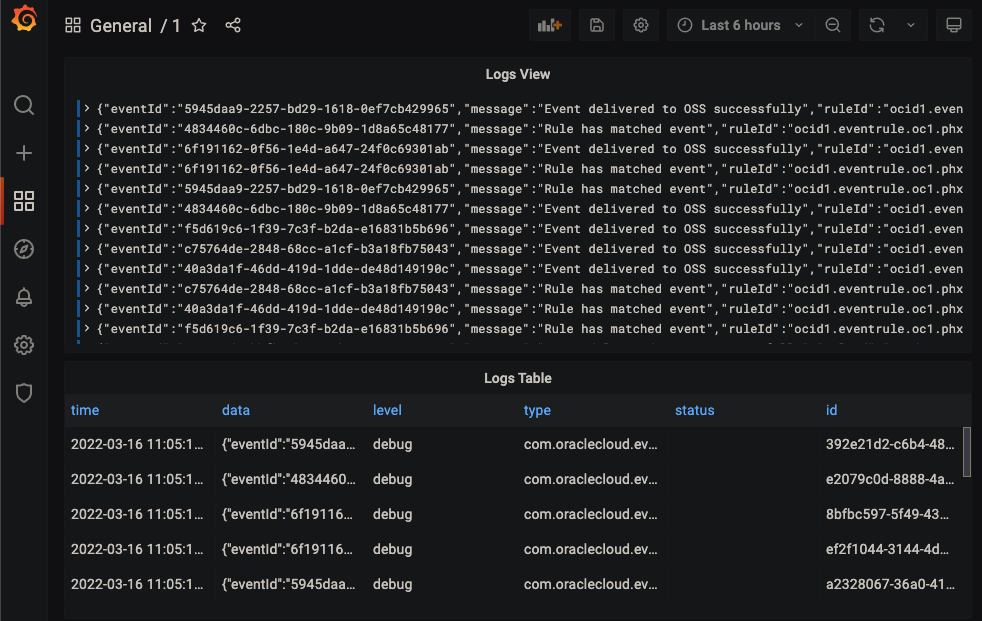 General / 1
Last 6 hours
Logs View
{"eventId":"5945daa9-2257-bd29-1618-0ef7cb429965","message":"Event delivered to OSS successfully","ruleId":"ocid1.even
{"eventId":"4834460c-6dbc-180c-9b09-1d8a65c48177","message":"Rule has matched event","ruleId":"ocid1.eventrule.oc1.phx
{"eventId":"6f191162-0f56-1e4d-a647-24f0c69301ab","message":"Event delivered to OSS successfully","ruleId":"ocid1.even
{"eventId":"6f191162-0f56-1e4d-a647-24f0c69301ab","message":"Rule has matched event","ruleId":"ocid1.eventrule.oc1.phx
{"eventId":"5945daa9-2257-bd29-1618-0ef7cb429965","message":"Rule has matched event","ruleId":"ocid1.eventrule.oc1.phx
{"eventId":"4834460c-6dbc-180c-9b09-1d8a65c48177","message":"Event delivered to OSS successfully","ruleId":"ocid1.even
{"eventId":"f5d619c6-1f39-7c3f-b2da-e16831b5b696","message":"Event delivered to OSS successfully","ruleId":"ocid1.even
{"eventId":"c75764de-2848-68cc-a1cf-b3a18fb75043","message":"Event delivered to OSS successfully","ruleId":"ocid1.even
{"eventId":"40a3da1f-46dd-419d-1dde-de48d149190c","message":"Event delivered to OSS successfully","ruleId":"ocid1.even
{"eventId":"c75764de-2848-68cc-a1cf-b3a18fb75043","message":"Rule has matched event","ruleId":"ocid1.eventrule.oc1.phx
{"eventId":"40a3da1f-46dd-419d-1dde-de48d149190c","message":"Rule has matched event","ruleId":"ocid1.eventrule.oc1.phx
{"eventId":"f5d619c6-1f39-7c3f-b2da-e16831b5b696","message":"Rule has matched event","ruleId":"ocid1.eventrule.oc1.phx
Logs Table
time data level type status id
2022-03-16 11:05:1... {"eventId":"5945daa... debug com.oraclecloud.ev... 392e21d2-c6b4-48...
2022-03-16 11:05:1... {"eventId":"4834460... debug com.oraclecloud.ev... e2079c0d-8888-4a...
2022-03-16 11:05:1... {"eventId":"6f19116... debug com.oraclecloud.ev... 8bfbc597-5f49-43...
2022-03-16 11:05:1... {"eventId":"6f19116... debug com.oraclecloud.ev... ef2f1044-3144-4d...
2022-03-16 11:05:1... {"eventId":"5945daa... debug com.oraclecloud.ev... a2328067-36a0-41...